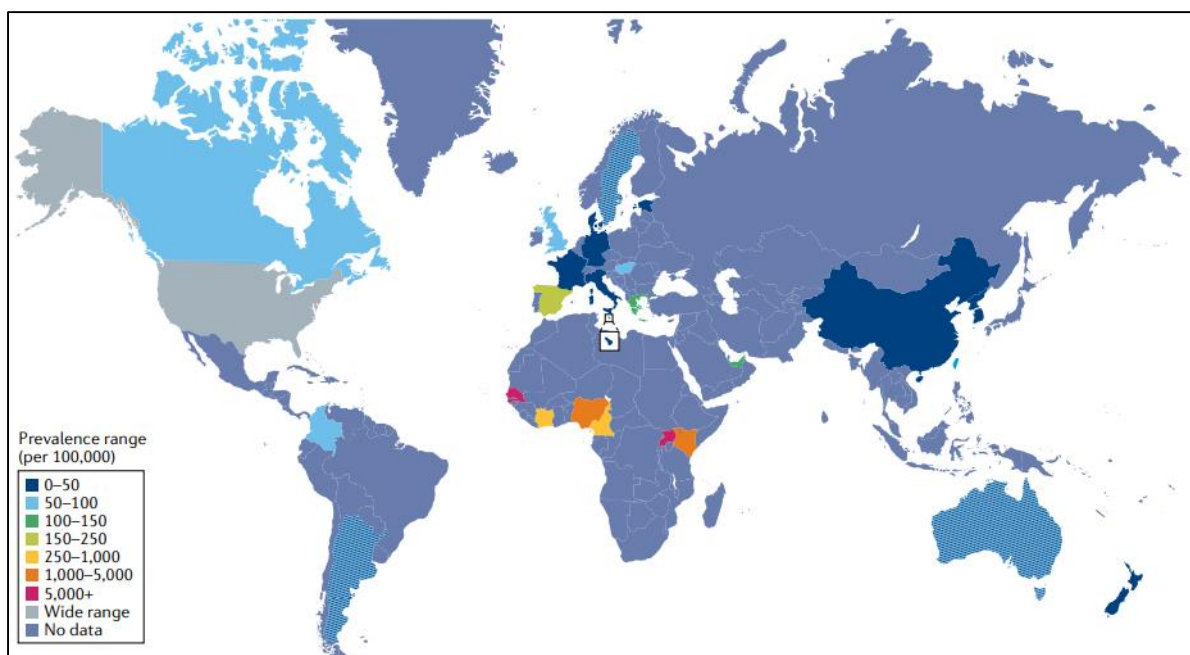 Prevalence range
(per 100,000)
0–50
50–100
100–150
150–250
250–1,000
1,000–5,000
5,000+
Wide range
No data